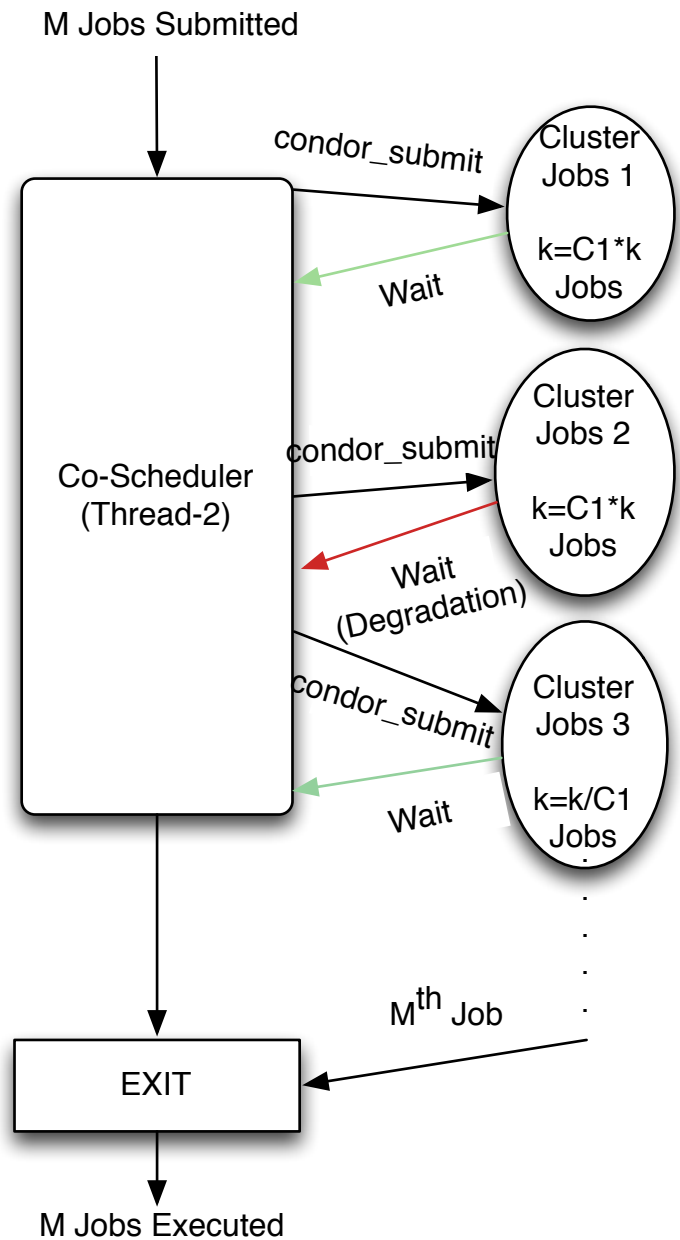 M Jobs Submitted
condor_submit
Cluster
Jobs 1
k=C1*k
Jobs
Wait
Co-Scheduler
(Thread-2)
condor_submit
Cluster
Jobs 2
k=C1*k
Jobs
Wait
(Degradation)
condor_submit
Cluster
Jobs 3
k=k/C1
Jobs
Wait
Mth Job
EXIT
M Jobs Executed